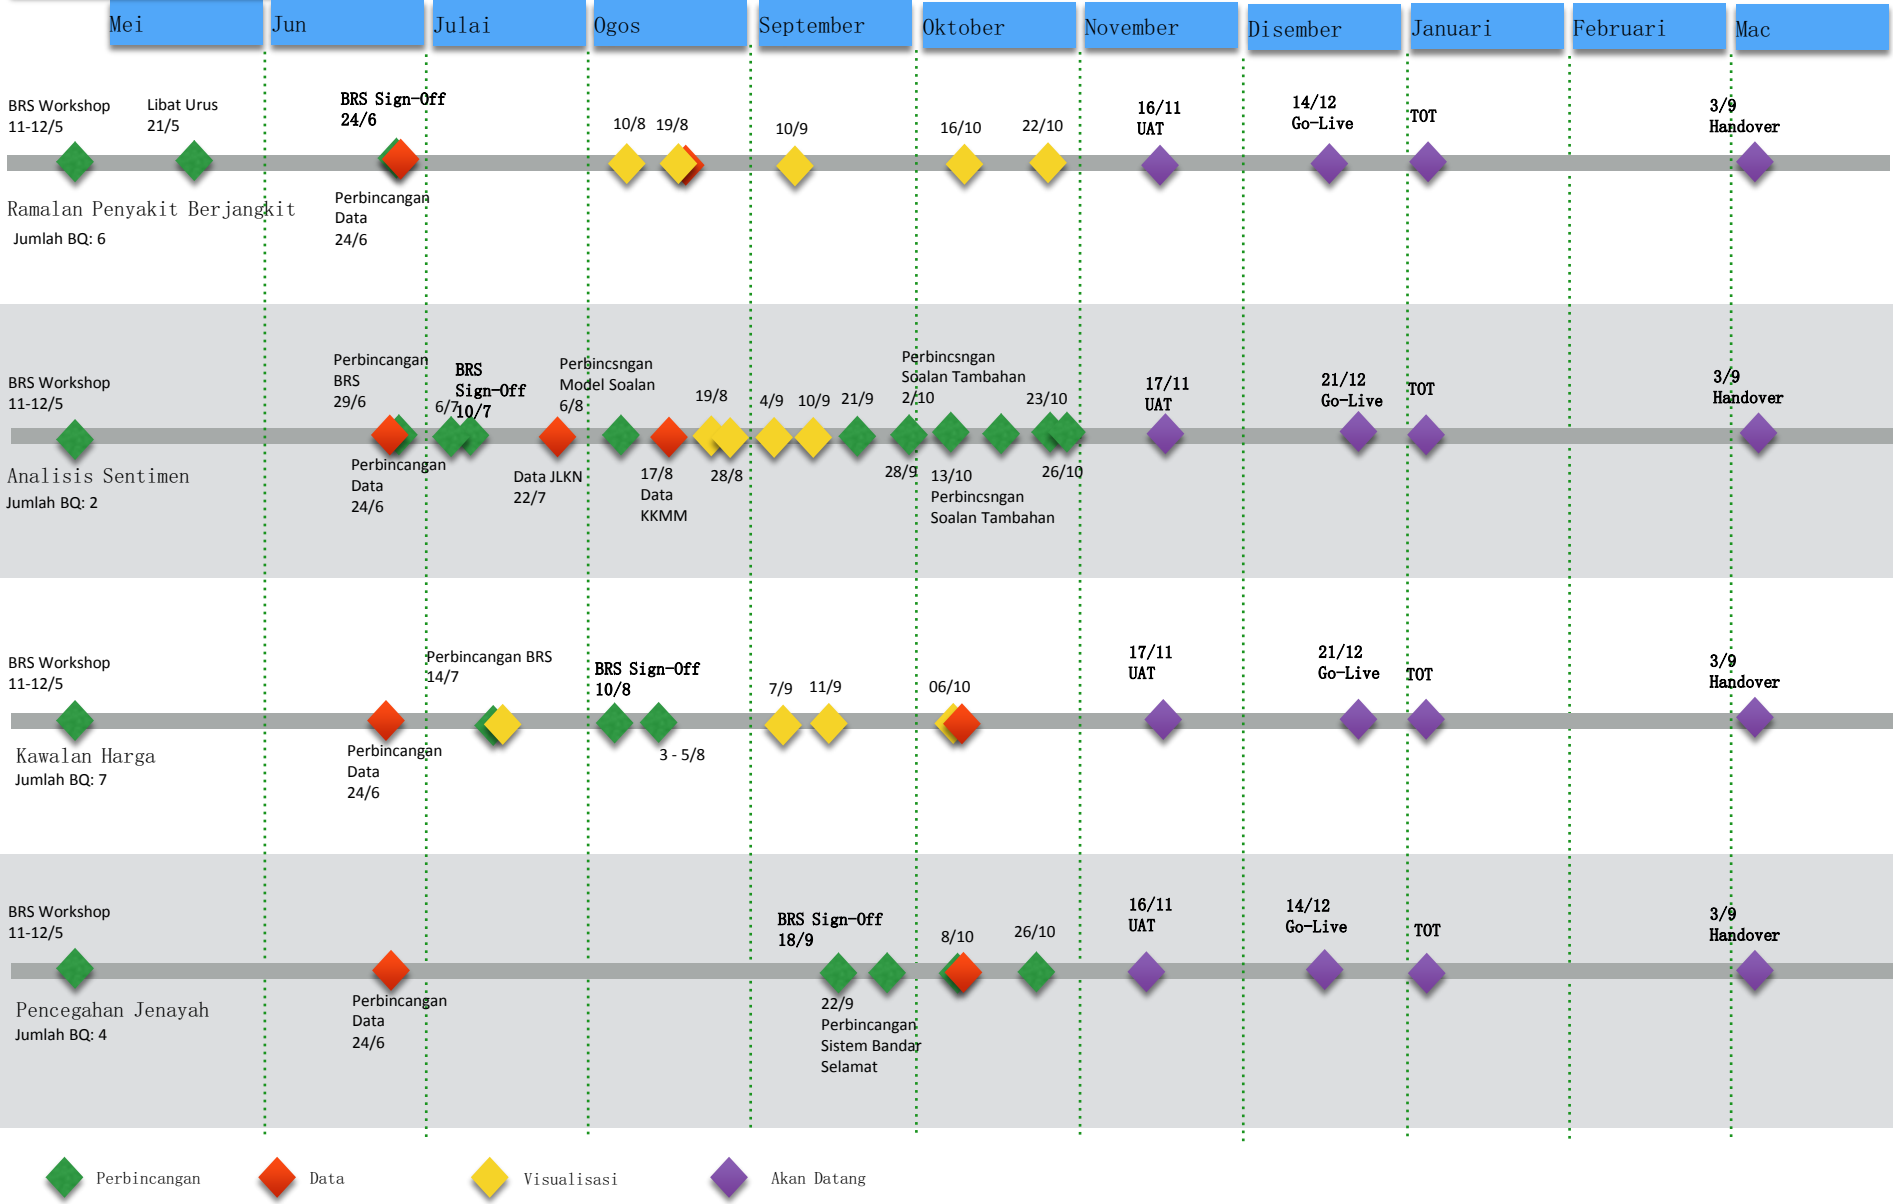 Mei
Jun
Julai
Ogos
September
Oktober
November
Disember
Januari
Februari
Mac
BRS Workshop
11-12/5
Libat Urus
21/5
BRS Sign-Off
24/6
10/8
19/8
10/9
16/10
22/10
16/11
UAT
14/12
Go-Live
TOT
3/9
Handover
Perbincangan
Data
24/6
Ramalan Penyakit Berjangkit
Jumlah BQ: 6
BRS Workshop
11-12/5
Perbincangan
BRS
29/6
6/7
BRS
Sign-Off
10/7
Perbincsngan
Model Soalan
6/8
19/8
4/9
10/9
21/9
Perbincsngan
Soalan Tambahan
2/10
23/10
17/11
UAT
21/12
Go-Live
TOT
3/9
Handover
Perbincangan
Data
24/6
Data JLKN
22/7
17/8
Data
KKMM
28/8
28/9
13/10
Perbincsngan
Soalan Tambahan
26/10
Analisis Sentimen
Jumlah BQ: 2
BRS Workshop
11-12/5
Perbincangan BRS
14/7
BRS Sign-Off
10/8
7/9
11/9
06/10
17/11
UAT
21/12
Go-Live
TOT
3/9
Handover
Perbincangan
Data
24/6
3 - 5/8
Kawalan Harga
Jumlah BQ: 7
BRS Workshop
11-12/5
BRS Sign-Off
18/9
8/10
26/10
16/11
UAT
14/12
Go-Live
TOT
3/9
Handover
Perbincangan
Data
24/6
22/9
Perbincangan
Sistem Bandar
Selamat
Pencegahan Jenayah
Jumlah BQ: 4
Perbincangan
Data
Visualisasi
Akan Datang